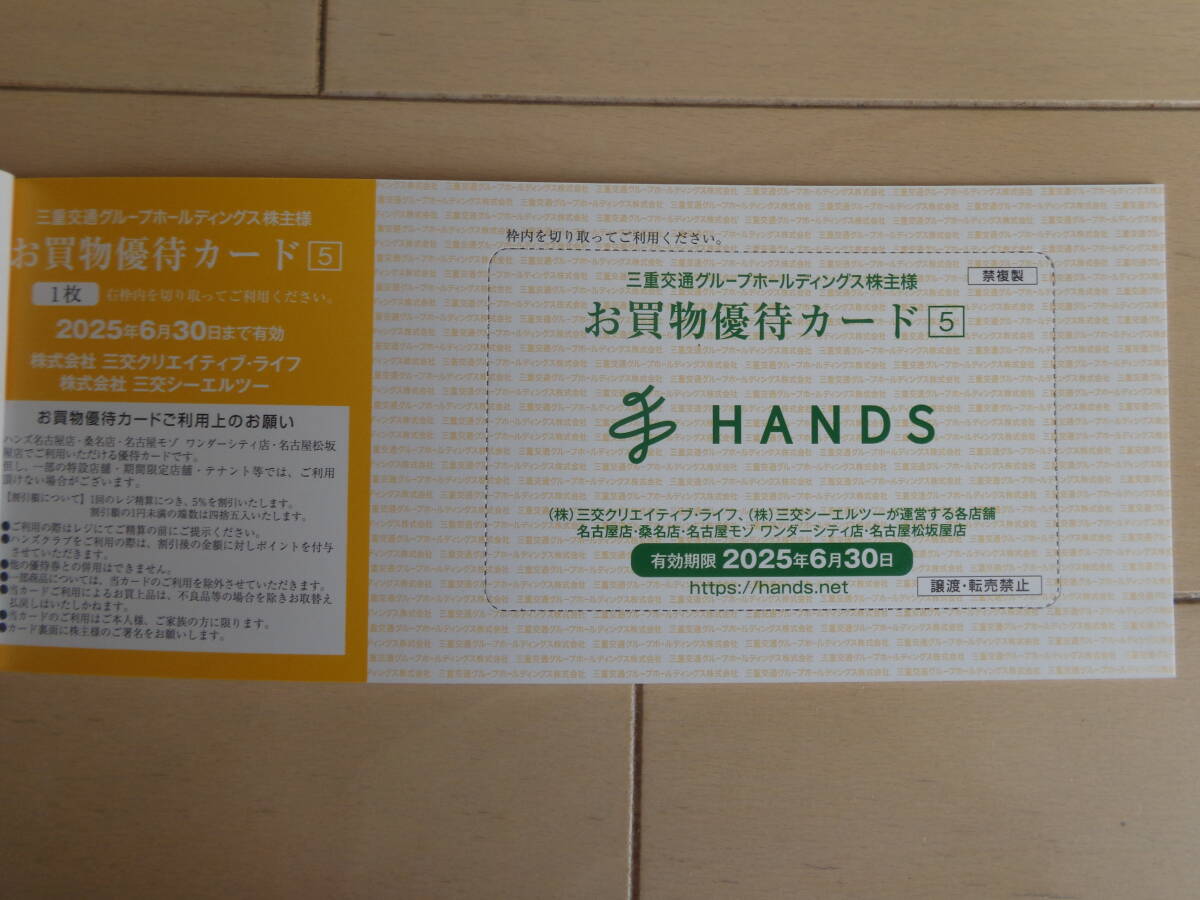 三重交通グループホールディングス株主様
お買物優待カード 5
1枚 右枠内を切り取ってご利用ください。
2025年6月30日まで有効
株式会社 三交クリエイティブ・ライフ
株式会社 三交シーエルツー
お買物優待カードご利用上のお願い
ハンズ名古屋店・桑名店・名古屋モゾ ワンダーシティ店・名古屋松坂
屋店でご利用いただける優待カードです。
但し、一部の特設店舗・期間限定店舗・テナント等では、ご利用
頂けない場合がございます。
【割引額について】1回のレジ精算につき、5%を割引いたします。
割引額の1円未満の端数は四捨五入いたします。
●ご利用の際はレジにてご精算の前にご提示ください。
●ハンズクラブをご利用の際は、割引後の金額に対しポイントを付与
させていただきます。
●他の優待券との併用はできません。
●一部商品については、当カードのご利用を除外させていただきます。
●当カードご利用によるお買上品は、不良品等の場合を除きお取替え
払戻しはいたしかねます。
●当カードのご利用はご本人様、ご家族の方に限ります。
●カード裏面に株主様のご署名をお願いします。
枠内を切り取ってご利用ください。
三重交通グループホールディングス株主様
禁複製
お買物優待カード 5
HANDS
(株)三交クリエイティブ・ライフ、(株)三交シーエルツーが運営する各店舗
名古屋店・桑名店・名古屋モゾ ワンダーシティ店・名古屋松坂屋店
有効期限 2025年6月30日
https://hands.net
譲渡・転売禁止